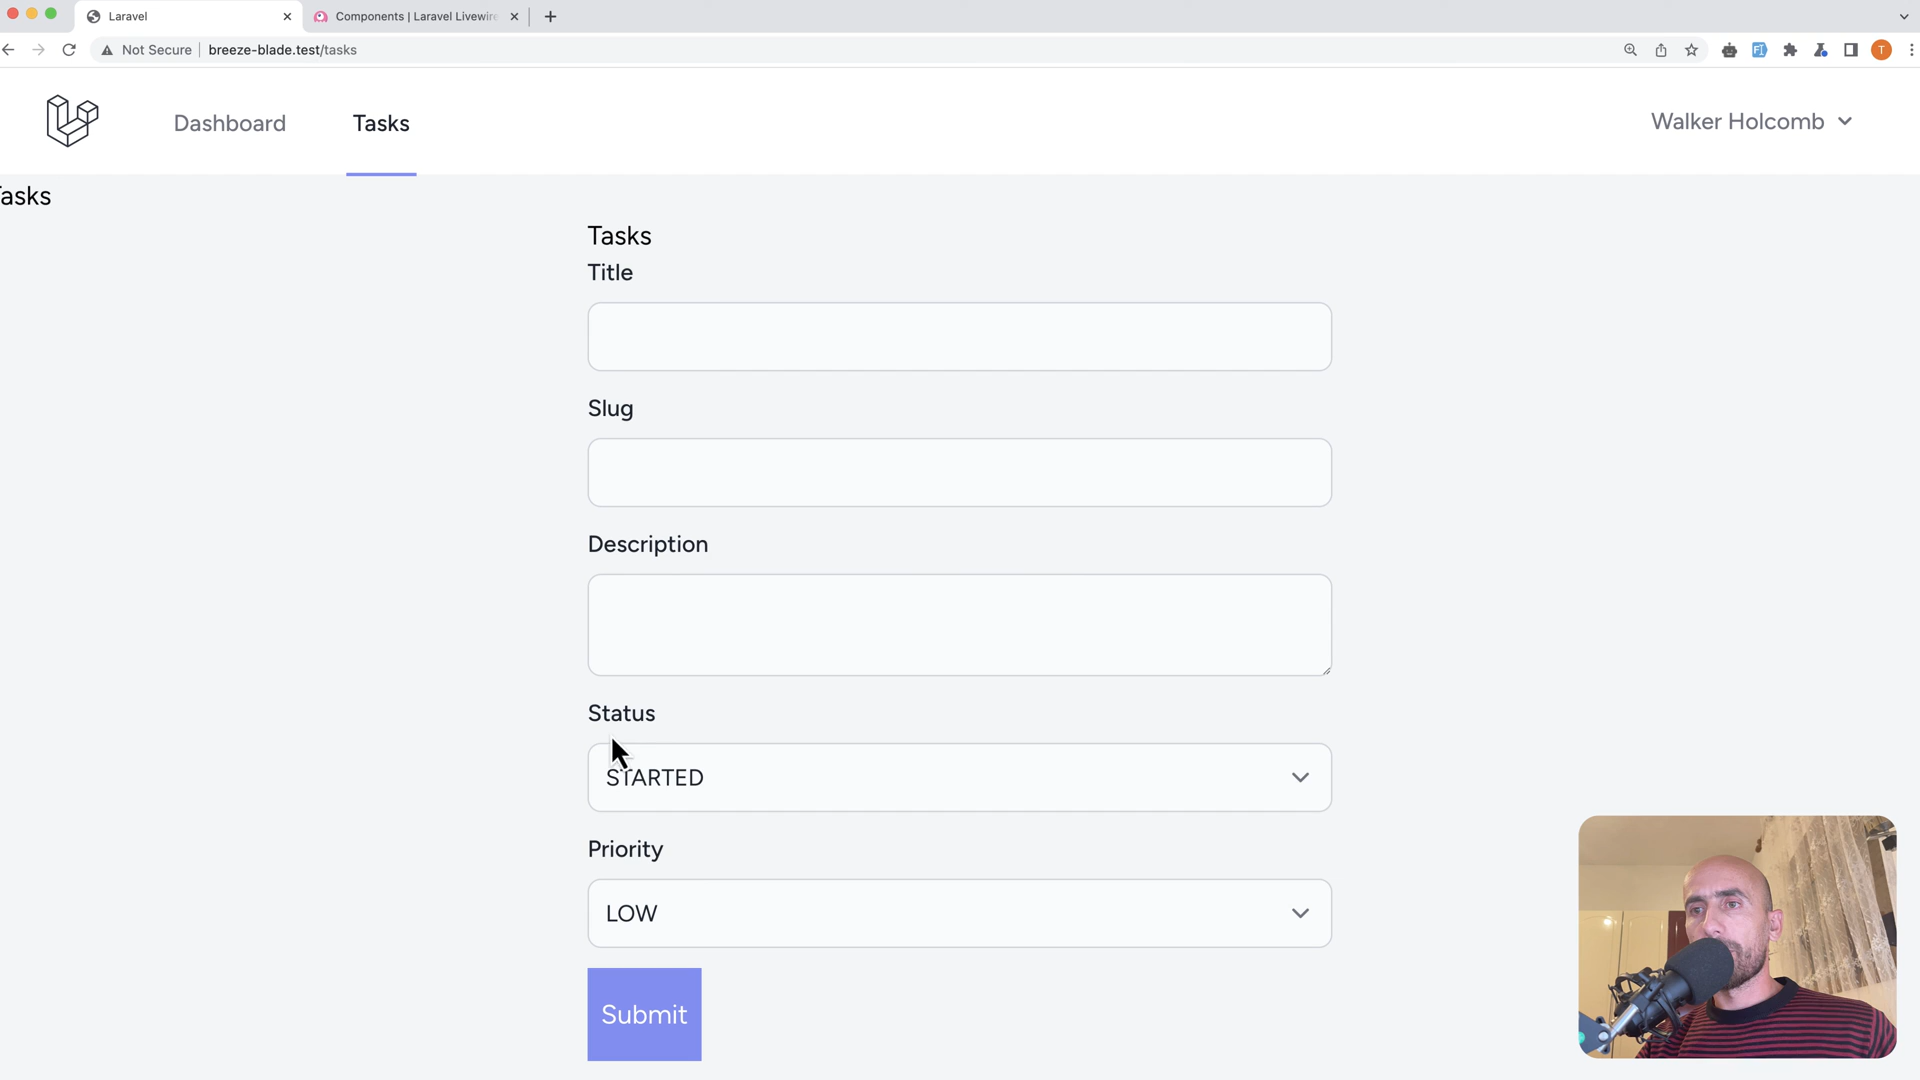 Laravel
Components | Laravel Livewire
Not Secure
breeze-blade.test/tasks
T
Dashboard
Tasks
Walker Holcomb
Tasks
Tasks
Title
Slug
Description
Status
STARTED
Priority
LOW
Submit